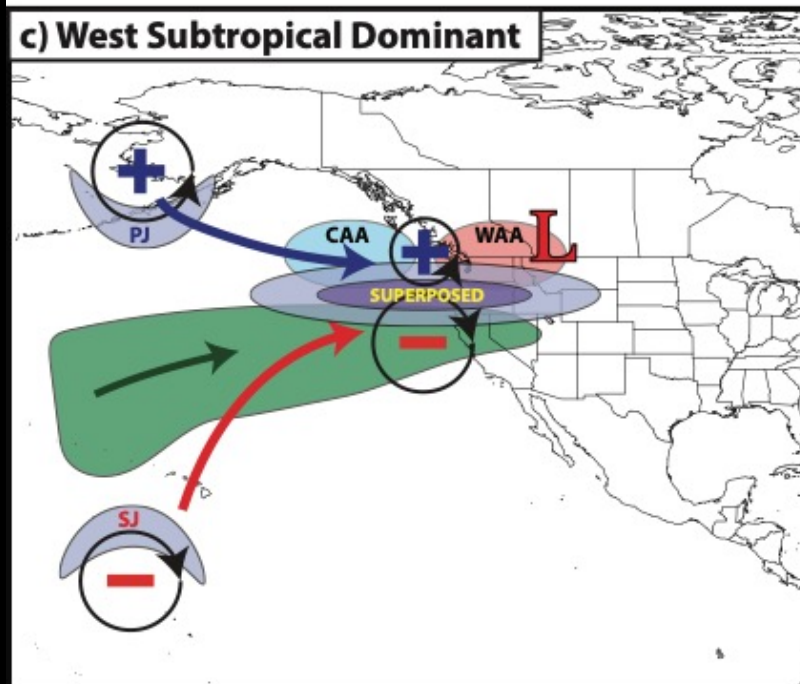 c) West Subtropical Dominant
+
PJ
CAA
+
WAA
L
SUPERPOSED
−
SJ
−